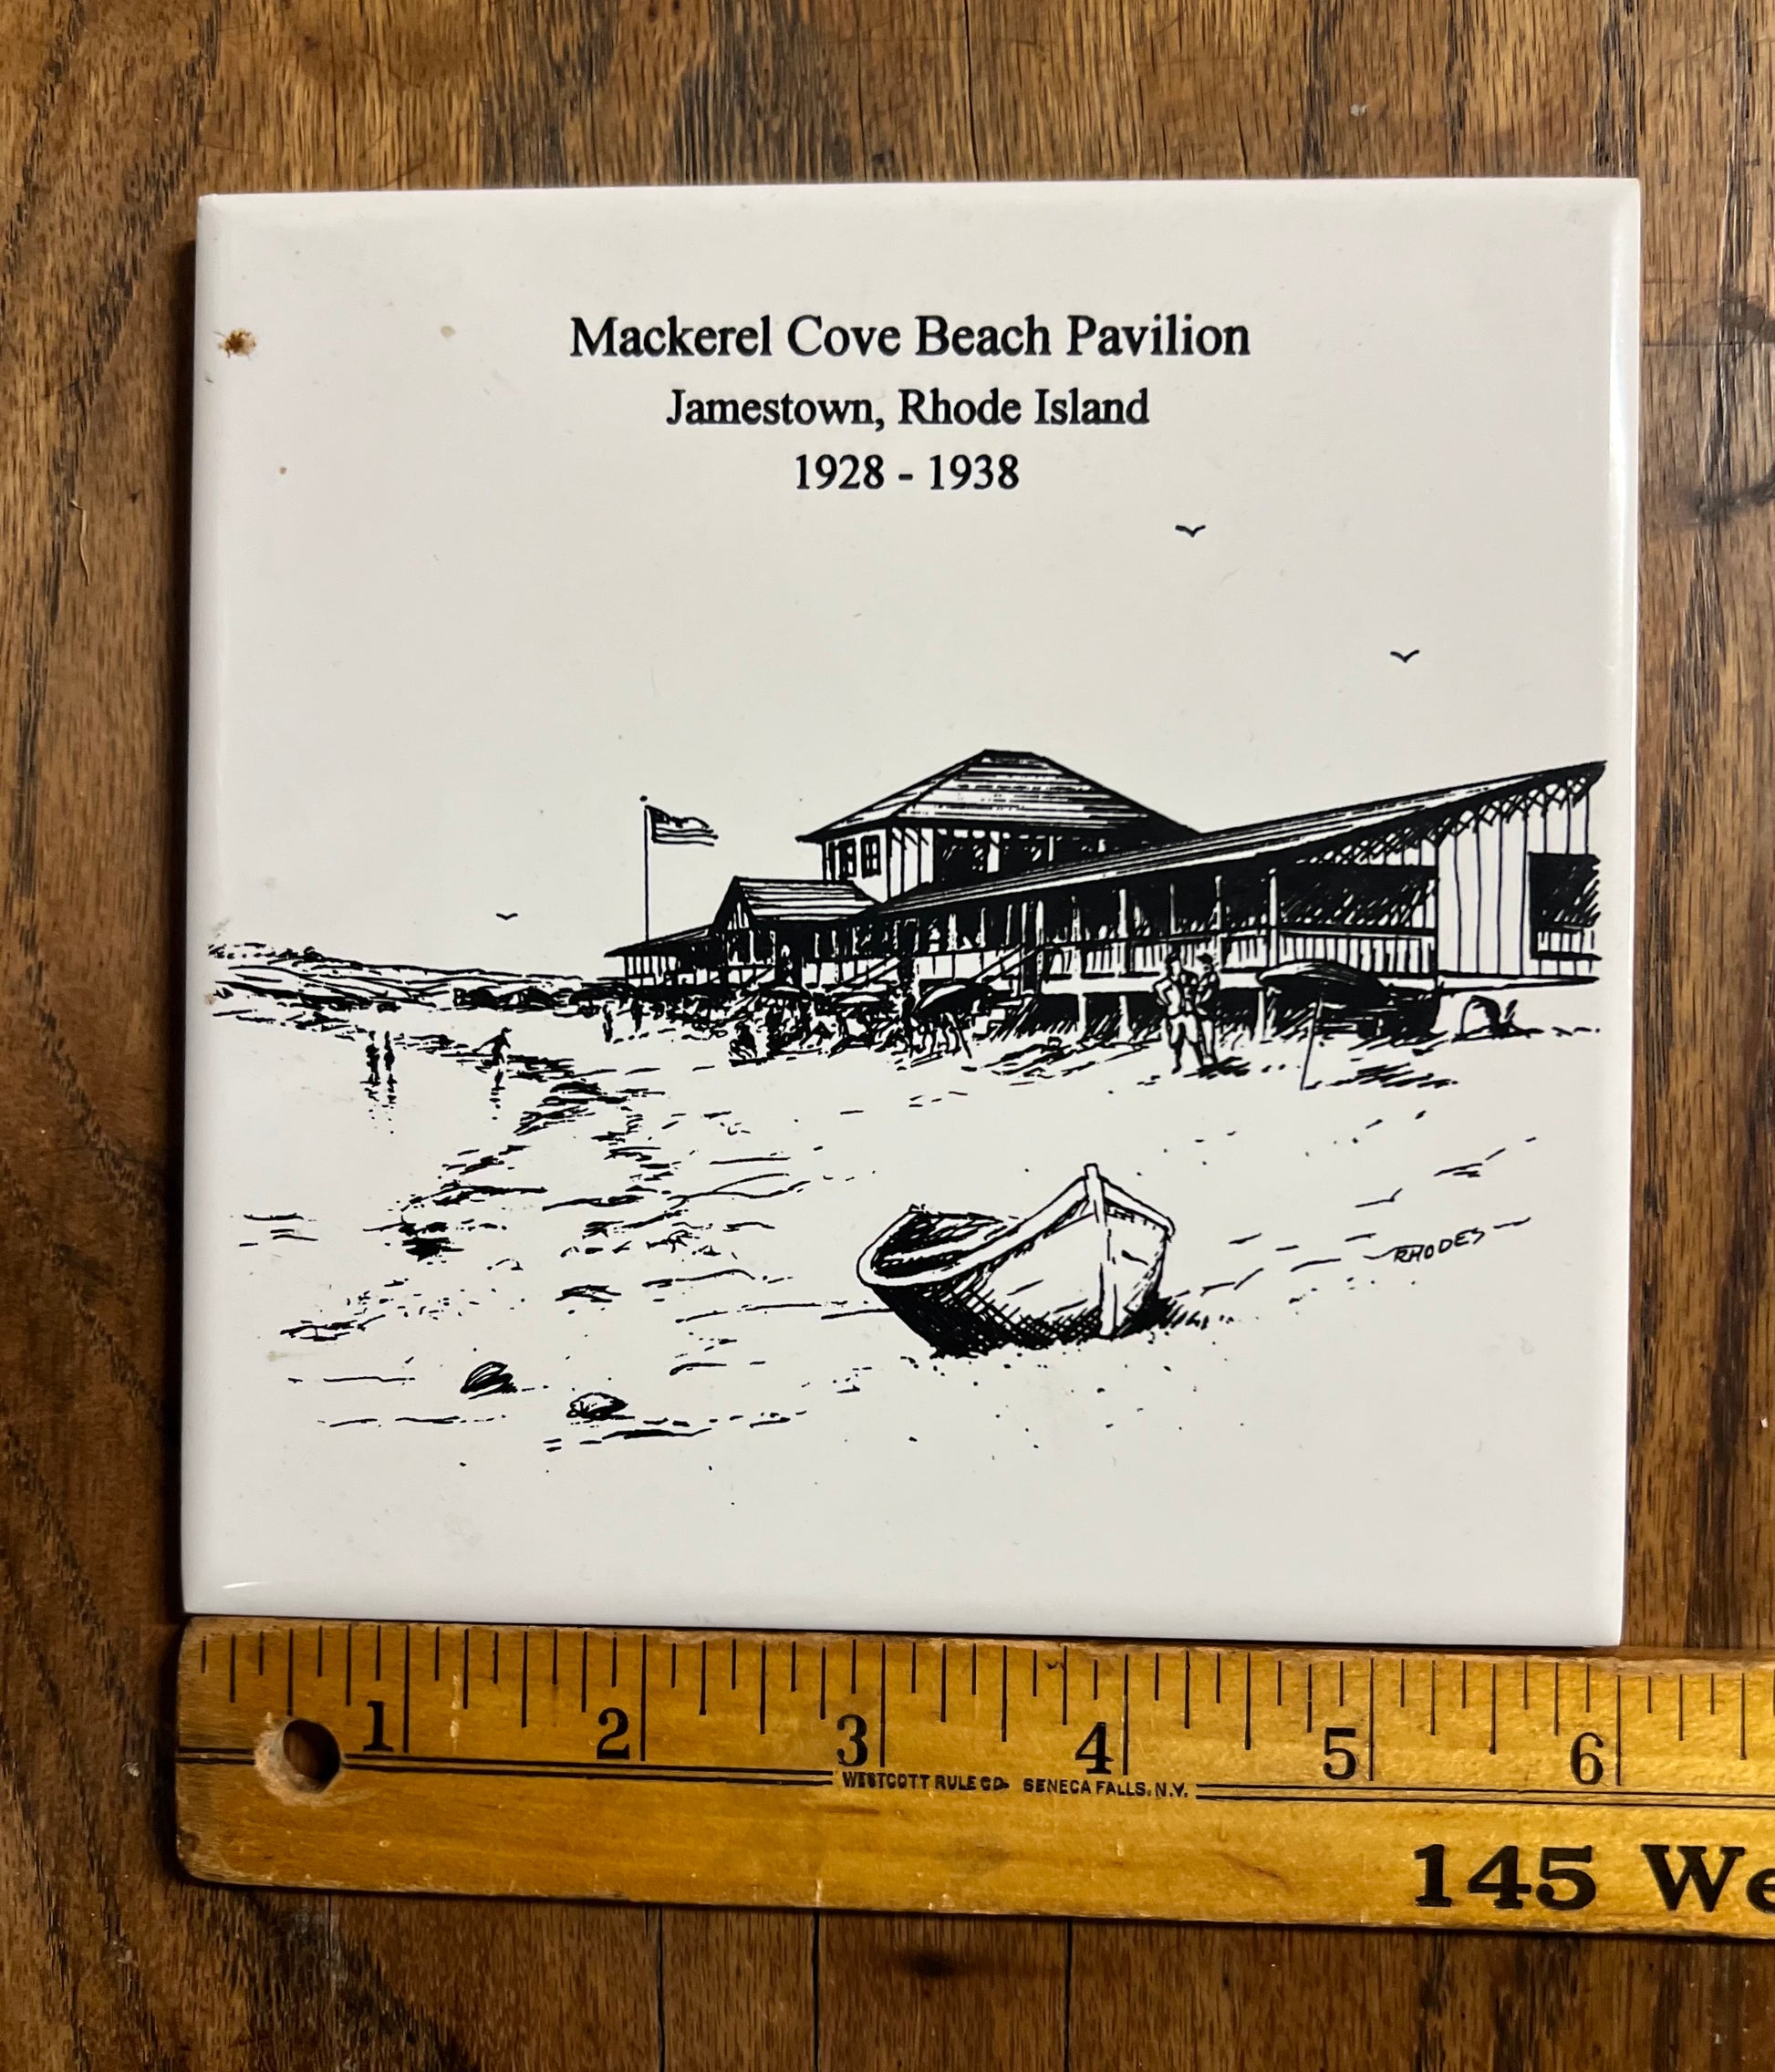 Mackerel Cove Beach Pavilion
Jamestown, Rhode Island
1928 - 1938
RHODES
1 2 3 4 5 6
WESTCOTT RULE CO. SENECA FALLS, N.Y.
145 We